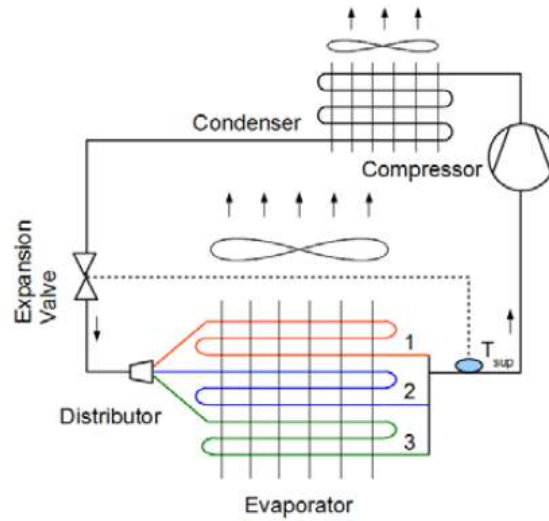 Condenser
Compressor
Expansion
Valve
1
T
sup
2
Distributor
3
Evaporator